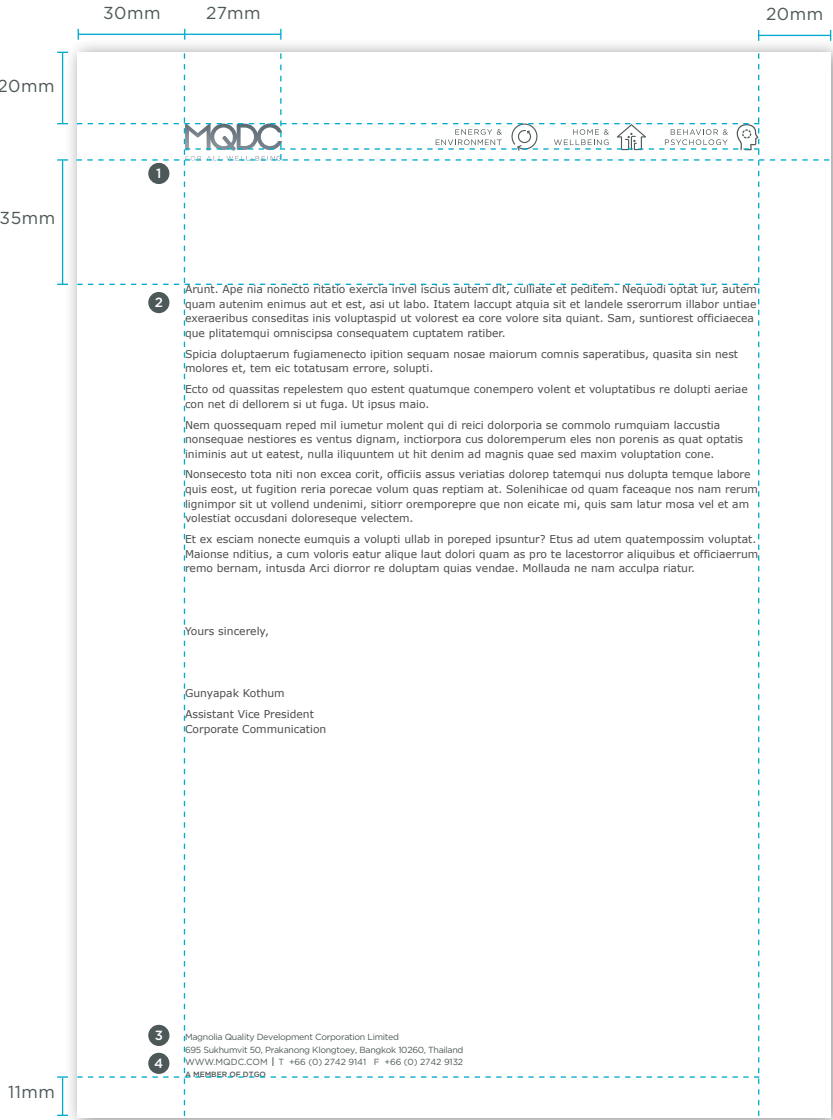 30mm 27mm 20mm
20mm
MQDC
FOR ALL WELL-BEING
ENERGY &
ENVIRONMENT
HOME &
WELLBEING
BEHAVIOR &
PSYCHOLOGY
1
35mm
2
Arunt. Ape nia nonecto ritatio exercia invel iscius autem dit, culliate et peditem. Nequodi optat iur, autem
quam autenim enimus aut et est, asi ut labo. Itatem laccupt atquia sit et landele sserorrum illabor untiae
exeraeribus conseditas inis voluptaspid ut volorest ea core volore sita quiant. Sam, suntiorest officiaecea
que plitatemqui omniscipsa consequatem cuptatem ratiber.
Spicia doluptaerum fugiamenecto ipition sequam nosae maiorum comnis saperatibus, quasita sin nest
molores et, tem eic totatusam errore, solupti.
Ecto od quassitas repelestem quo estent quatumque conempero volent et voluptatibus re dolupti aeriae
con net di dellorem si ut fuga. Ut ipsus maio.
Nem quossequam reped mil iumetur molent qui di reici dolorporia se commolo rumquiam laccustia
nonsequae nestiores es ventus dignam, inctiorpora cus doloremperum eles non porenis as quat optatis
iniminis aut ut eatest, nulla iliquuntem ut hit denim ad magnis quae sed maxim voluptation cone.
Nonsecesto tota niti non excea corit, officiis assus veriatias dolorep tatemqui nus dolupta temque labore
quis eost, ut fugition reria porecae volum quas reptiam at. Solenihicae od quam faceaque nos nam rerum
lignimpor sit ut vollend undenimi, sitiorr oremporepre que non eicate mi, quis sam latur mosa vel et am
volestiat occusdani doloreseque velectem.
Et ex esciam nonecte eumquis a volupti ullab in poreped ipsuntur? Etus ad utem quatempossim voluptat.
Maionse nditius, a cum voloris eatur alique laut dolori quam as pro te lacestorror aliquibus et officiaerrum
remo bernam, intusda Arci diorror re doluptam quias vendae. Mollauda ne nam acculpa riatur.
Yours sincerely,
Gunyapak Kothum
Assistant Vice President
Corporate Communication
3
Magnolia Quality Development Corporation Limited
695 Sukhumvit 50, Prakanong Klongtoey, Bangkok 10260, Thailand
4
WWW.MQDC.COM | T +66 (0) 2742 9141 F +66 (0) 2742 9132
A MEMBER OF DTGO
11mm